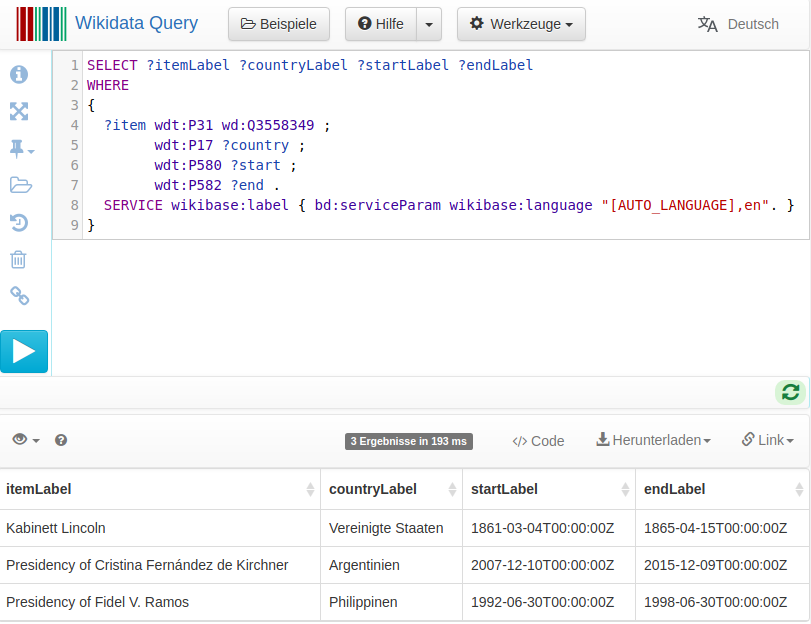 Wikidata Query Beispiele Hilfe Werkzeuge Deutsch
1 SELECT ?itemLabel ?countryLabel ?startLabel ?endLabel
2 WHERE
3 {
4 ?item wdt:P31 wd:Q3558349 ;
5 wdt:P17 ?country ;
6 wdt:P580 ?start ;
7 wdt:P582 ?end .
8 SERVICE wikibase:label { bd:serviceParam wikibase:language "[AUTO_LANGUAGE],en". }
9 }
3 Ergebnisse in 193 ms </> Code Herunterladen Link
itemLabel countryLabel startLabel endLabel
Kabinett Lincoln Vereinigte Staaten 1861-03-04T00:00:00Z 1865-04-15T00:00:00Z
Presidency of Cristina Fernández de Kirchner Argentinien 2007-12-10T00:00:00Z 2015-12-09T00:00:00Z
Presidency of Fidel V. Ramos Philippinen 1992-06-30T00:00:00Z 1998-06-30T00:00:00Z